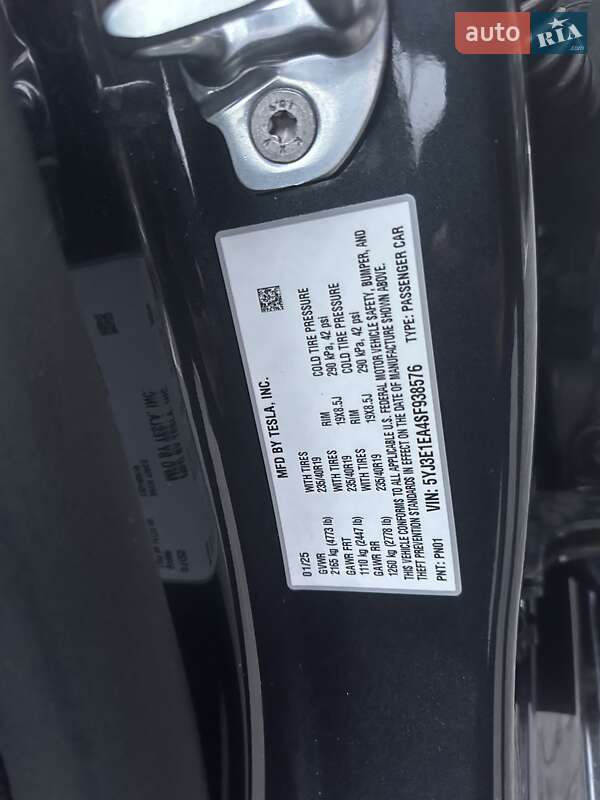 auto RIA .com
MFD BY TESLA, INC.
01/25
GVWR WITH TIRES RIM COLD TIRE PRESSURE
2165 kg (4773 lb) 235/40R19 19X8.5J 290 kPa, 42 psi
GAWR FRT WITH TIRES RIM COLD TIRE PRESSURE
1110 kg (2447 lb) 235/40R19 19X8.5J 290 kPa, 42 psi
GAWR RR
1260 kg (2778 lb)
THIS VEHICLE CONFORMS TO ALL APPLICABLE U.S. FEDERAL MOTOR VEHICLE SAFETY, BUMPER, AND
THEFT PREVENTION STANDARDS IN EFFECT ON THE DATE OF MANUFACTURE SHOWN ABOVE.
VIN: 5YJ3E1EA4SF938576
PNT: PN01 TYPE: PASSENGER CAR